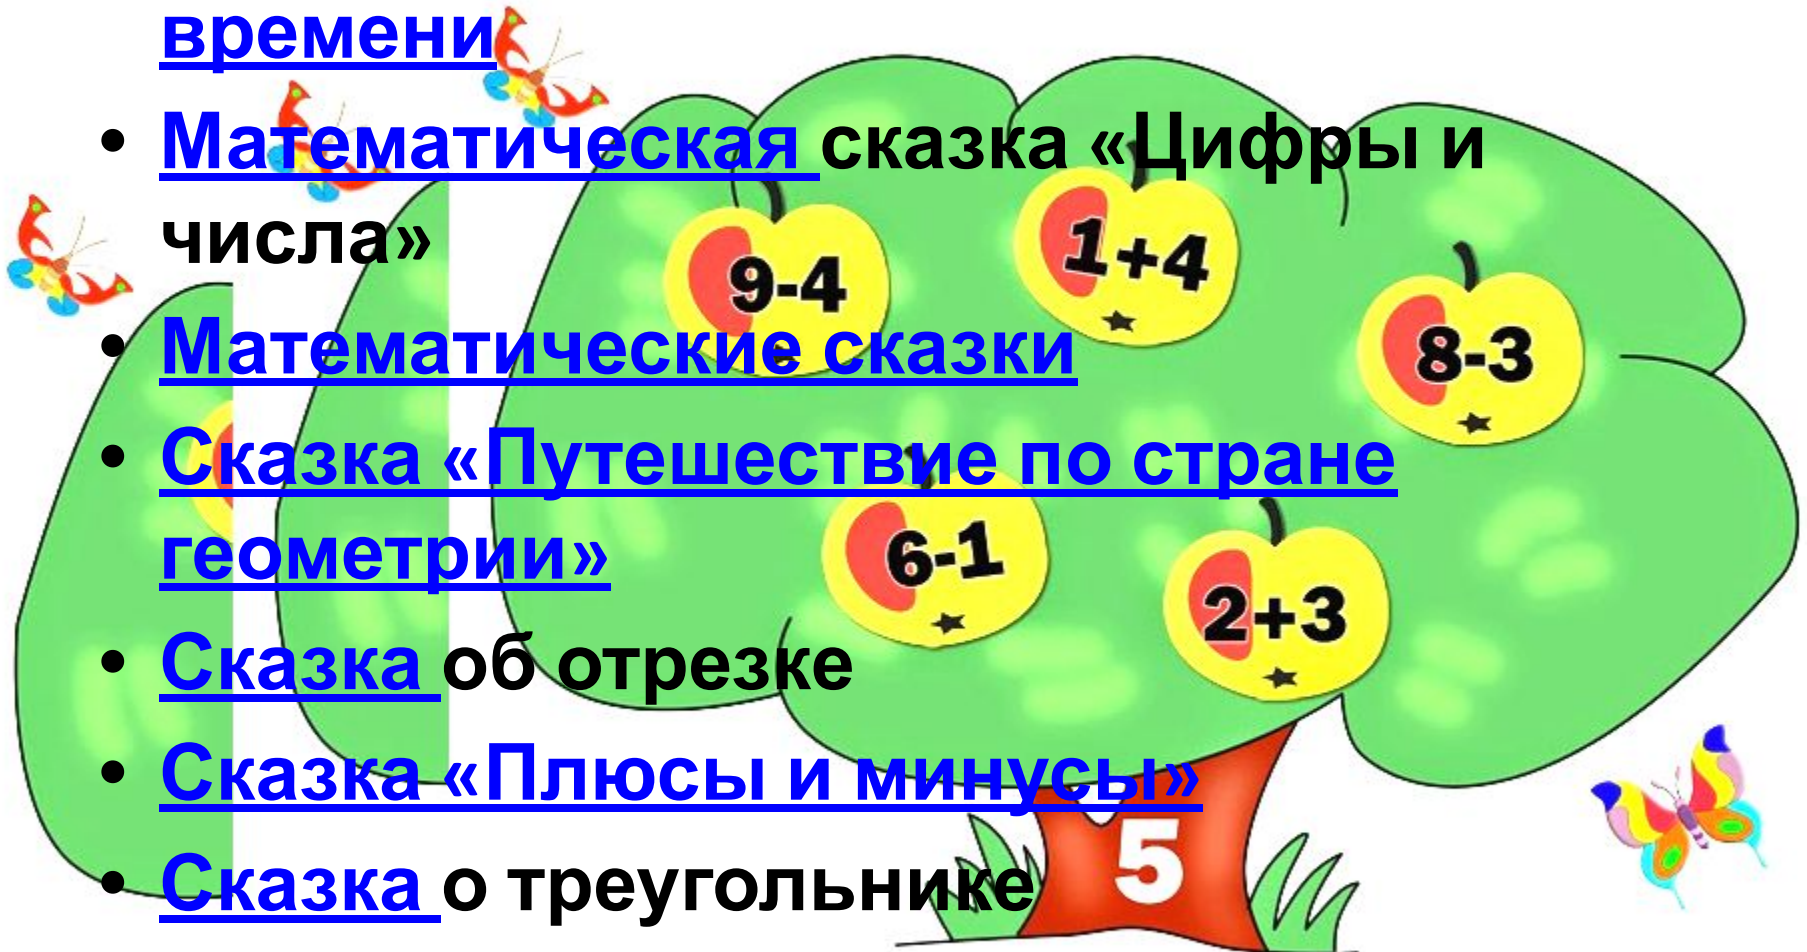 времени
• Математическая сказка «Цифры и
числа»
• Математические сказки
• Сказка «Путешествие по стране
геометрии»
• Сказка об отрезке
• Сказка «Плюсы и минусы»
• Сказка о треугольнике
9-4
1+4
8-3
6-1
2+3
5